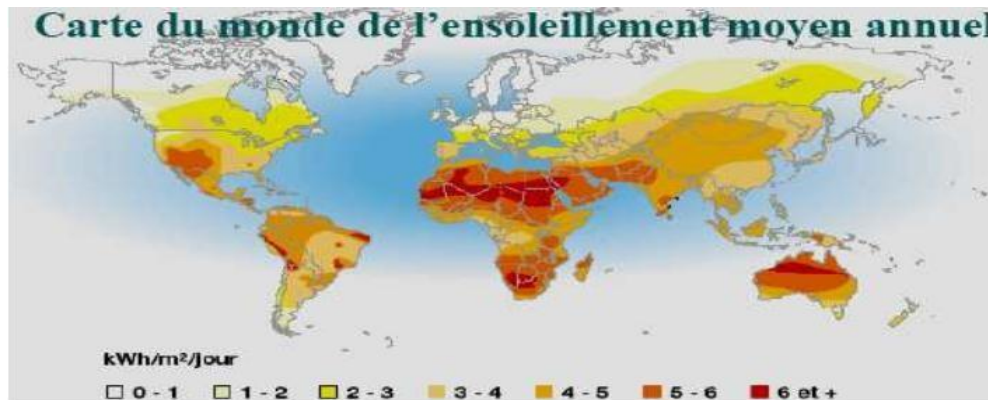 Carte du monde de l’ensoleillement moyen annuel
kWh/m²/jour
0 - 1 1 - 2 2 - 3 3 - 4 4 - 5 5 - 6 6 et +